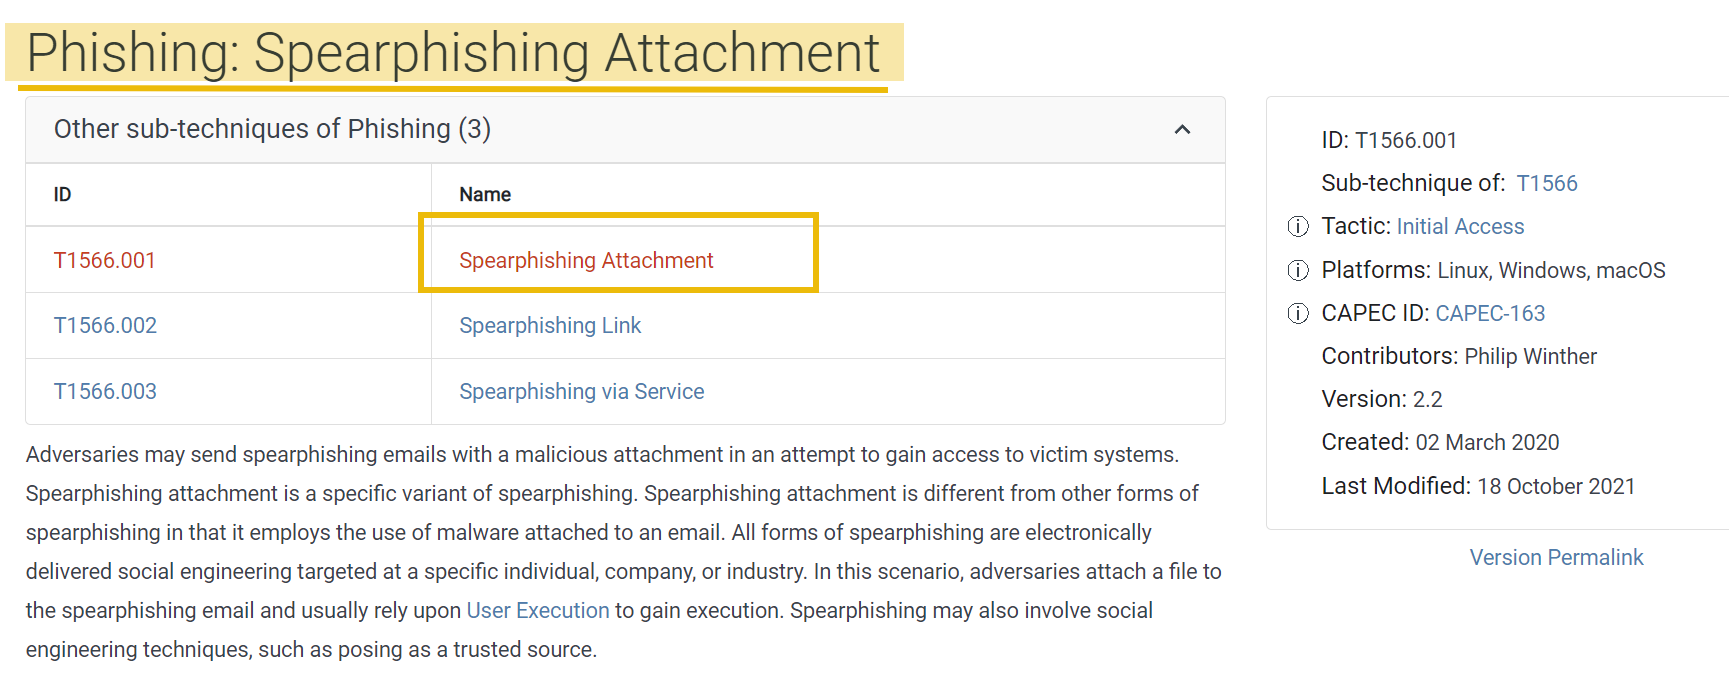 Phishing: Spearphishing Attachment
Other sub-techniques of Phishing (3)
ID Name
T1566.001 Spearphishing Attachment
T1566.002 Spearphishing Link
T1566.003 Spearphishing via Service
Adversaries may send spearphishing emails with a malicious attachment in an attempt to gain access to victim systems.
Spearphishing attachment is a specific variant of spearphishing. Spearphishing attachment is different from other forms of
spearphishing in that it employs the use of malware attached to an email. All forms of spearphishing are electronically
delivered social engineering targeted at a specific individual, company, or industry. In this scenario, adversaries attach a file to
the spearphishing email and usually rely upon User Execution to gain execution. Spearphishing may also involve social
engineering techniques, such as posing as a trusted source.
ID: T1566.001
Sub-technique of: T1566
Tactic: Initial Access
Platforms: Linux, Windows, macOS
CAPEC ID: CAPEC-163
Contributors: Philip Winther
Version: 2.2
Created: 02 March 2020
Last Modified: 18 October 2021
Version Permalink